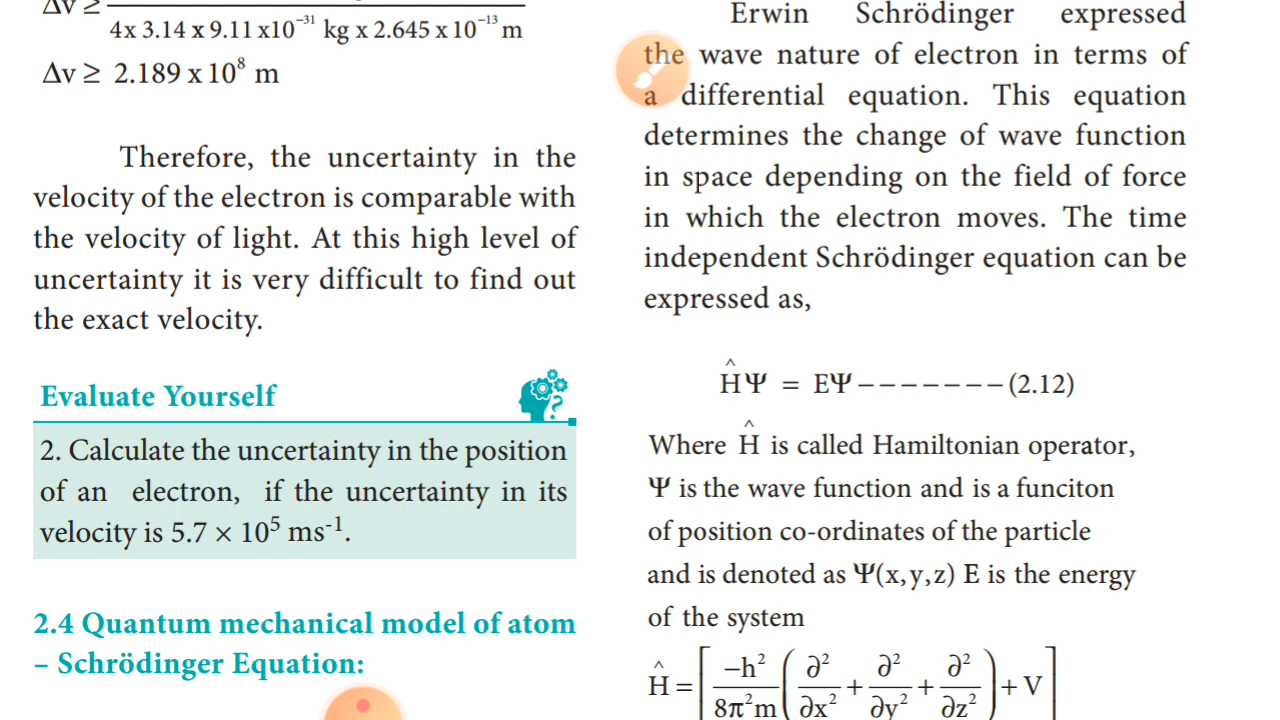 Δv ≥
4x 3.14 x 9.11 x10⁻³¹ kg x 2.645 x 10⁻¹³ m
Δv ≥ 2.189 x 10⁸ m
Therefore, the uncertainty in the
velocity of the electron is comparable with
the velocity of light. At this high level of
uncertainty it is very difficult to find out
the exact velocity.
Evaluate Yourself
2. Calculate the uncertainty in the position
of an electron, if the uncertainty in its
velocity is 5.7 × 10⁵ ms⁻¹.
2.4 Quantum mechanical model of atom
– Schrödinger Equation:
Erwin Schrödinger expressed
the wave nature of electron in terms of
a differential equation. This equation
determines the change of wave function
in space depending on the field of force
in which the electron moves. The time
independent Schrödinger equation can be
expressed as,
ĤΨ = EΨ – – – – – – – (2.12)
Where Ĥ is called Hamiltonian operator,
Ψ is the wave function and is a funciton
of position co-ordinates of the particle
and is denoted as Ψ(x,y,z) E is the energy
of the system
Ĥ = [ –h²/8π²m ( ∂²/∂x² + ∂²/∂y² + ∂²/∂z² ) + V ]